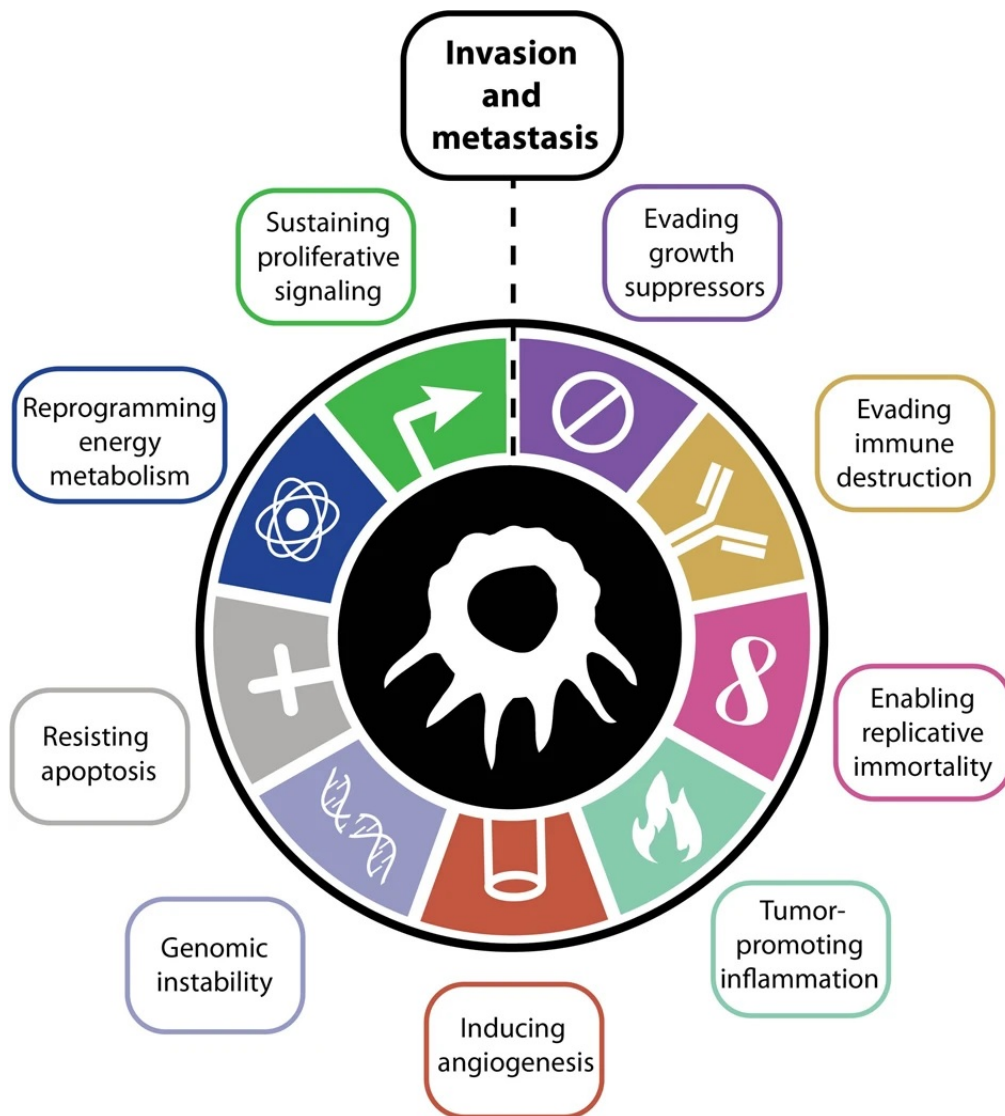 Invasion
and
metastasis
Sustaining
proliferative
signaling
Evading
growth
suppressors
Reprogramming
energy
metabolism
Evading
immune
destruction
Resisting
apoptosis
Enabling
replicative
immortality
Genomic
instability
Tumor-
promoting
inflammation
Inducing
angiogenesis